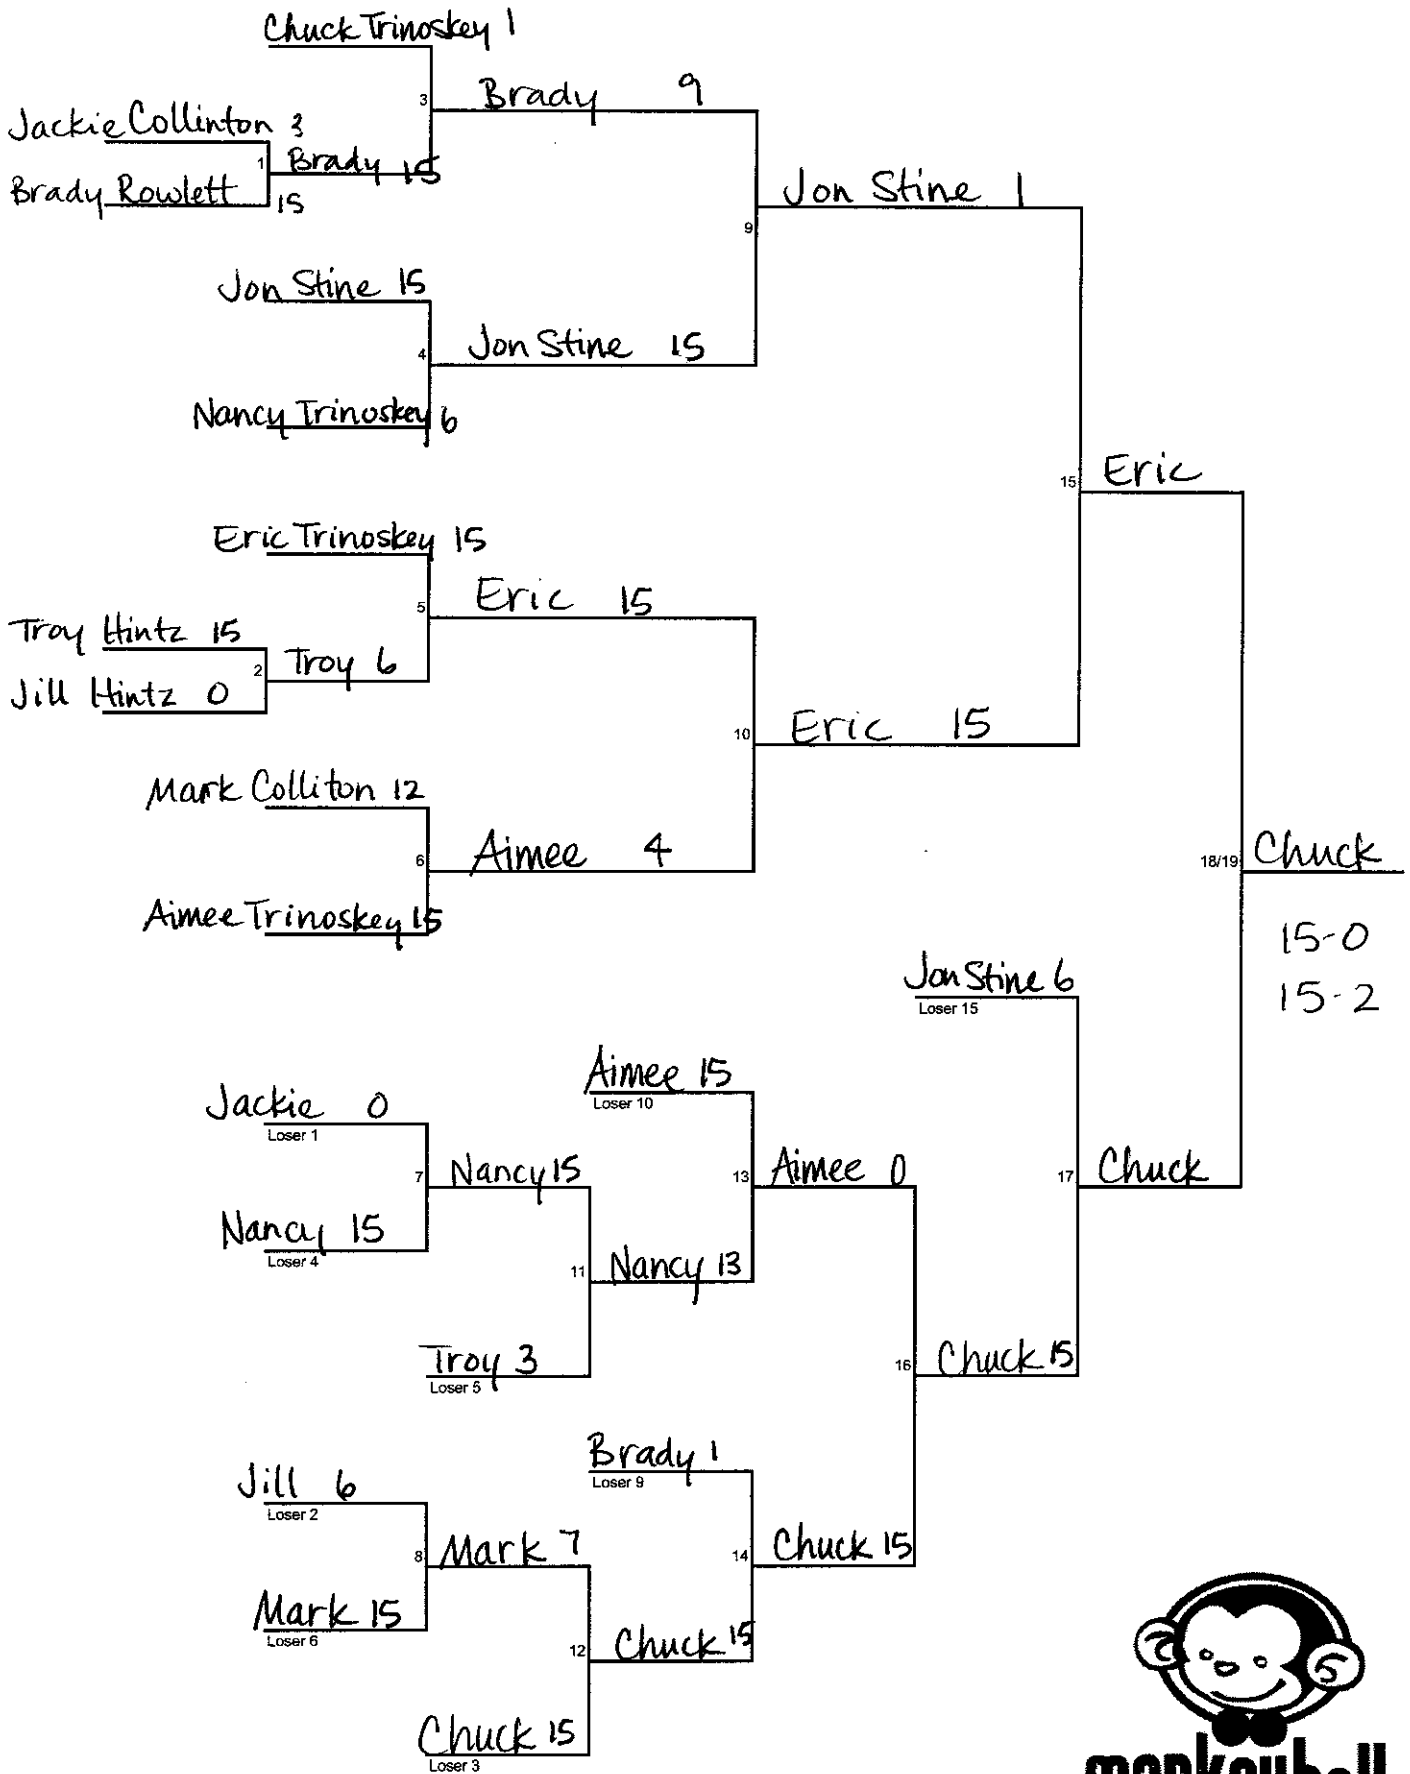 Chuck Trinoskey 1
3
Brady 9
Jackie Collinton 3
1
Brady 15
Brady Rowlett 15
Jon Stine 1
9
Jon Stine 15
4
Jon Stine 15
Nancy Trinoskey 6
15
Eric
Eric Trinoskey 15
5
Eric 15
Troy Hintz 15
2
Troy 6
Jill Hintz 0
10
Eric 15
Mark Colliton 12
6
Aimee 4
Aimee Trinoskey 15
18/19
Chuck
15-0
15-2
Jon Stine 6
Loser 15
Aimee 15
Loser 10
Jackie 0
Loser 1
7
Nancy 15
13
Aimee 0
17
Chuck
Nancy 15
Loser 4
11
Nancy 13
Troy 3
Loser 5
16
Chuck 15
Brady 1
Loser 9
Jill 6
Loser 2
8
Mark 7
14
Chuck 15
Mark 15
Loser 6
12
Chuck 15
Chuck 15
Loser 3
monkeyball